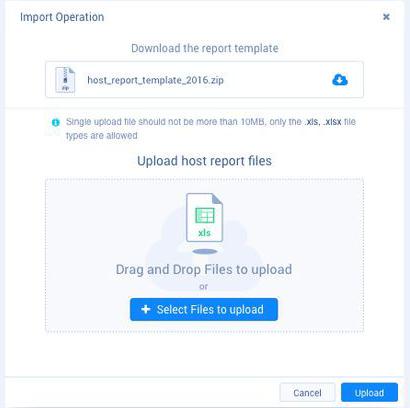 Import Operation
Download the report template
zip
host_report_template_2016.zip
Single upload file should not be more than 10MB, only the .xls, .xlsx file
types are allowed
Upload host report files
xls
Drag and Drop Files to upload
or
+ Select Files to upload
Cancel
Upload